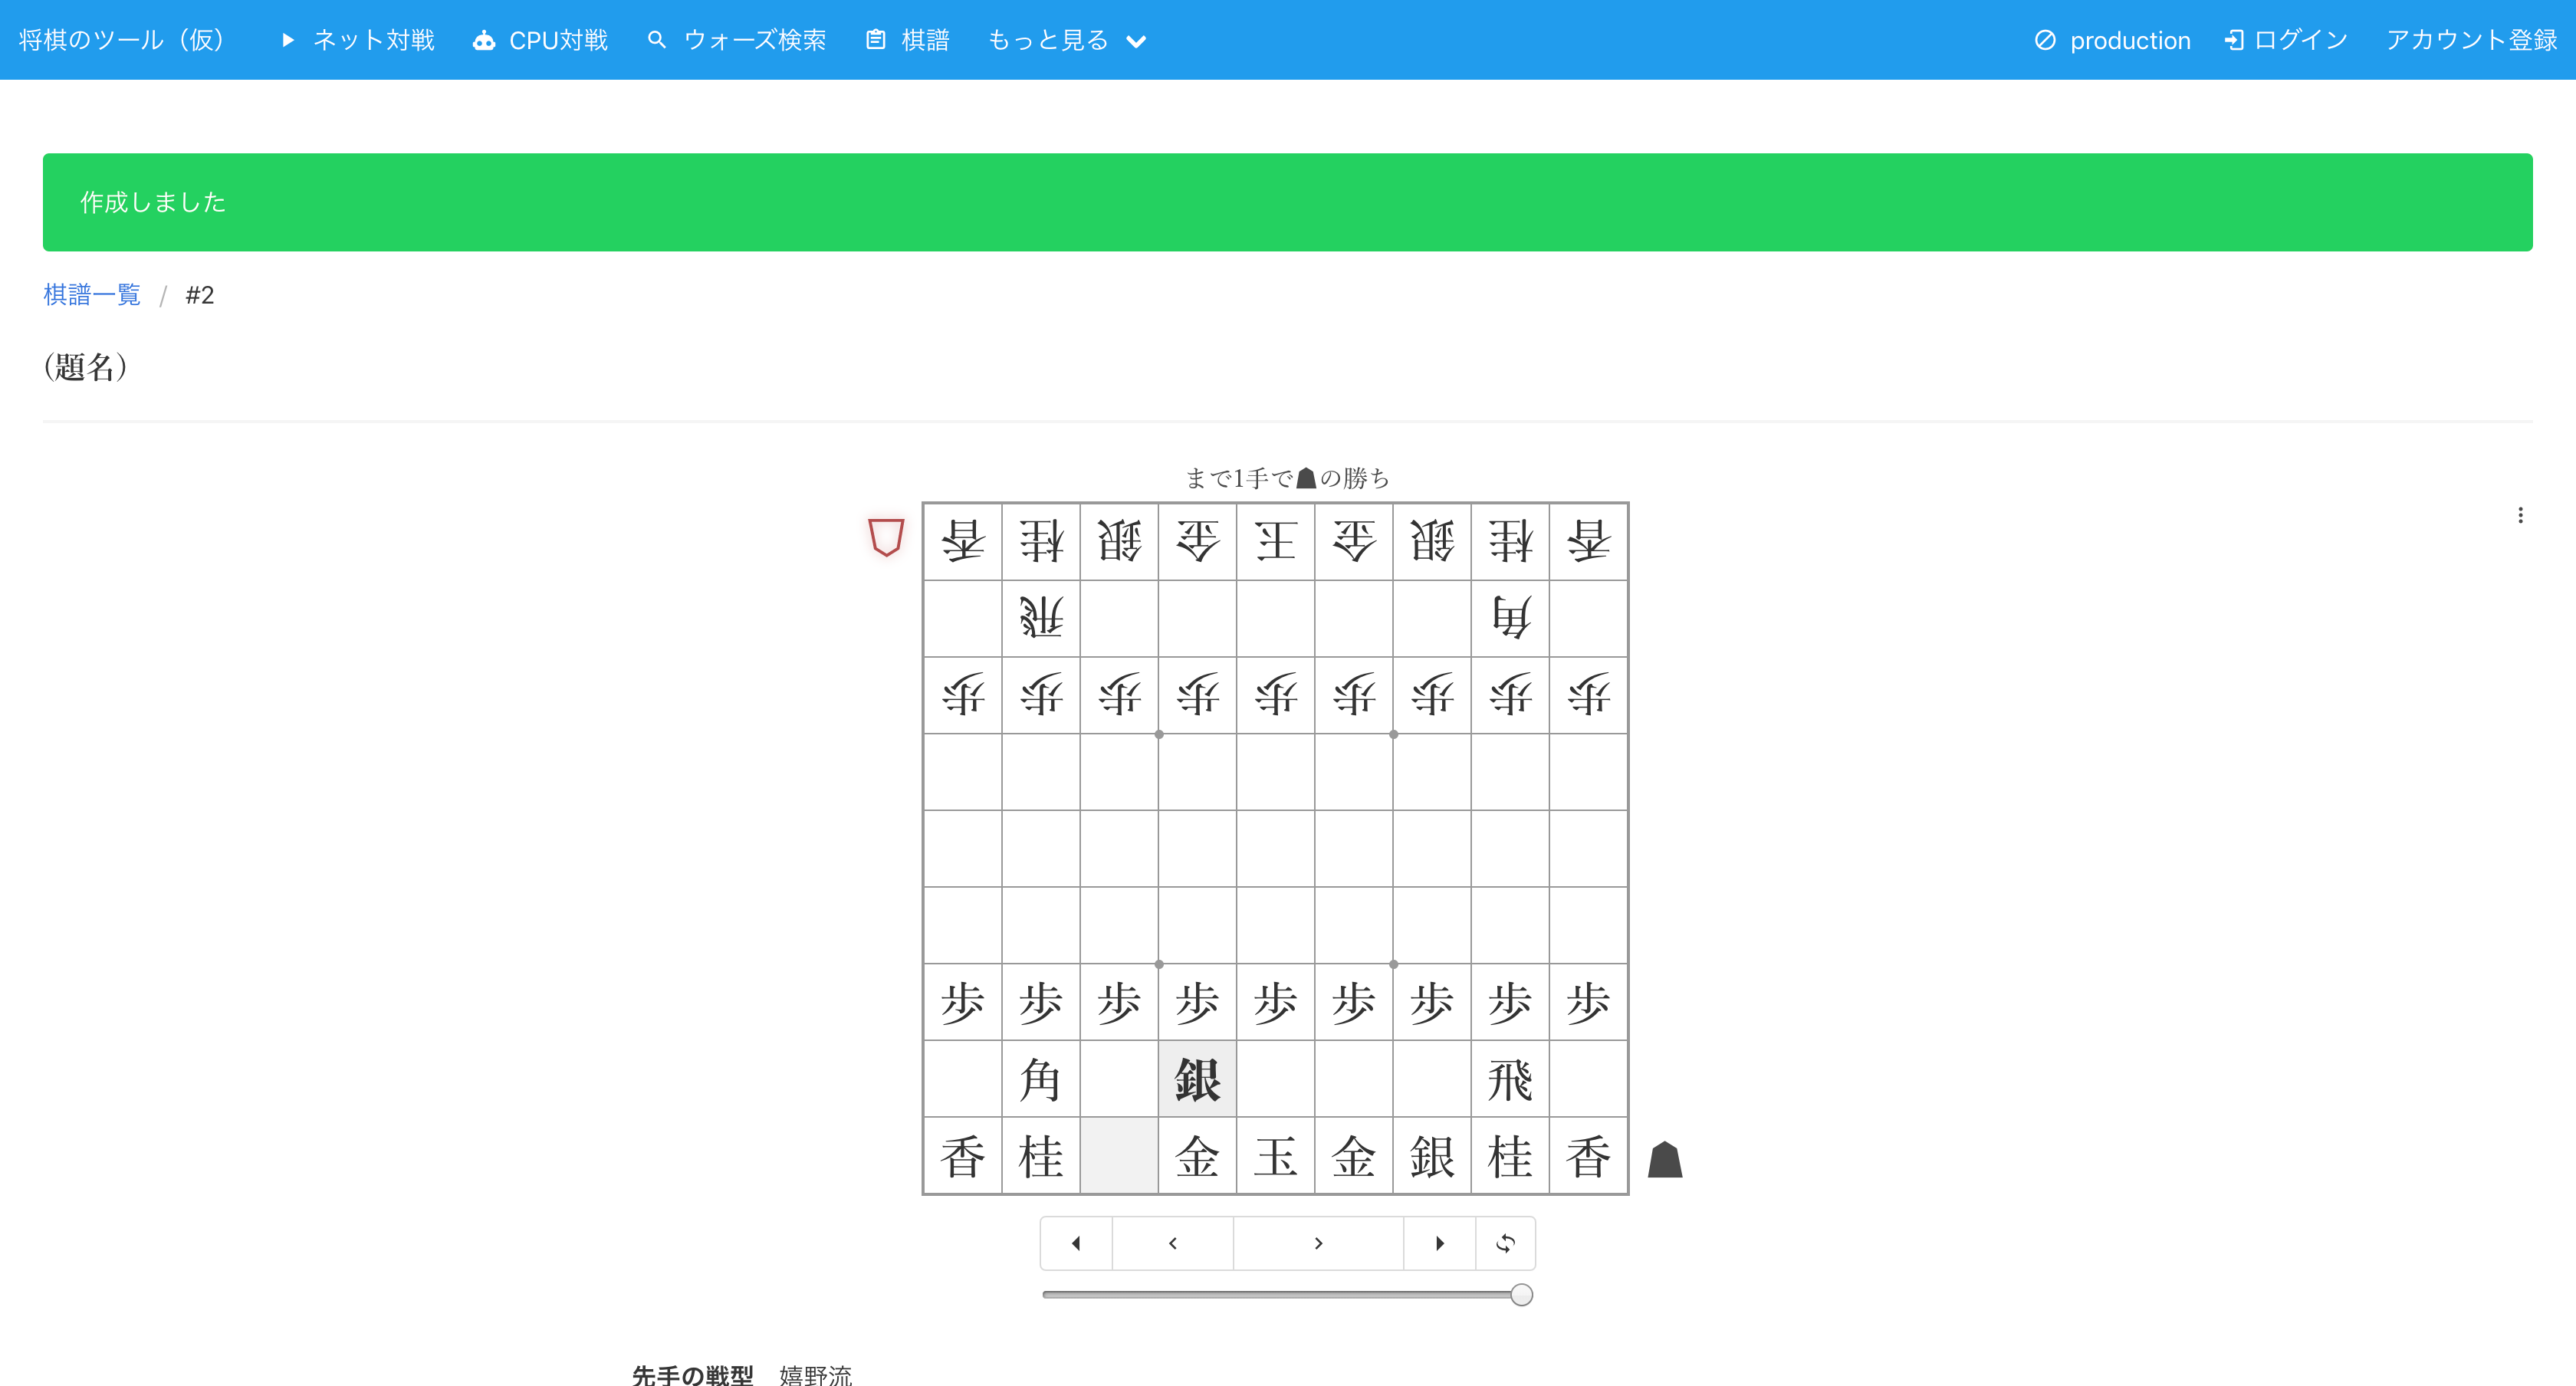 将棋のツール（仮） ネット対戦 CPU対戦 ウォーズ検索 棋譜 もっと見る production ログイン アカウント登録
作成しました
棋譜一覧 / #2
(題名)
まで1手で☗の勝ち
香 桂 銀 金 王 金 銀 桂 香
飛 角
歩 歩 歩 歩 歩 歩 歩 歩 歩
歩 歩 歩 歩 歩 歩 歩 歩 歩
角 銀 飛
香 桂 金 玉 金 銀 桂 香
先手の戦型 嬉野流